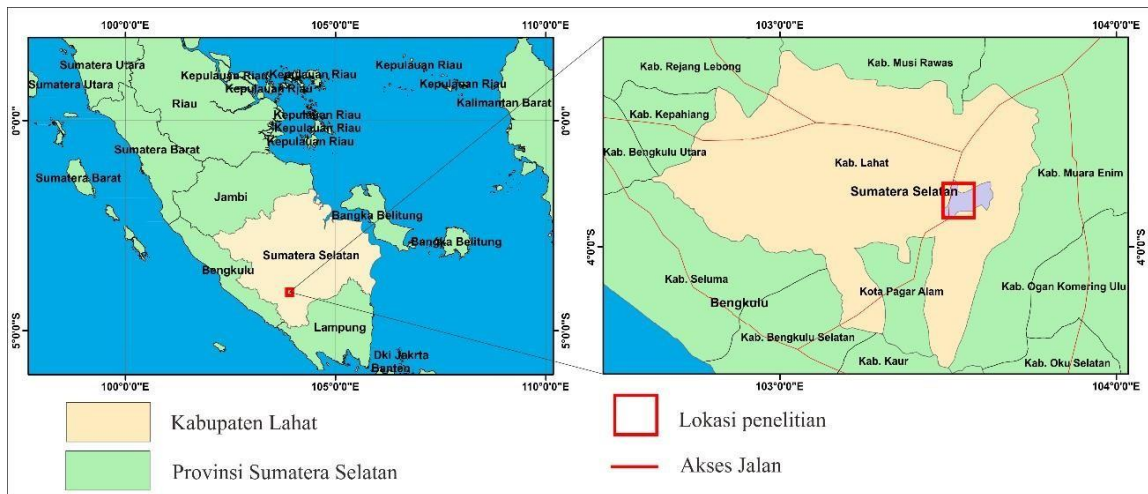 100°0'0"E 105°0'0"E 110°0'0"E
Sumatera Utara
Sumatera Utara
Kepulauan Riau
Kepulauan Riau
Kepulauan Riau
Kepulauan Riau
Riau
Kalimantan Barat
Kepulauan Riau
Kepulauan Riau
Kepulauan Riau
Sumatera Barat
Sumatera Barat
Jambi
Bangka Belitung
Bangka Belitung
Sumatera Selatan
Bengkulu
Lampung
Dki Jakrta
Banten
0°0'0"
0°0'0"
5°0'0"S
5°0'0"S
100°0'0"E 105°0'0"E 110°0'0"E
103°0'0"E 104°0'0"E
Kab. Rejang Lebong
Kab. Musi Rawas
Kab. Kepahiang
Kab. Bengkulu Utara
Kab. Lahat
Kab. Muara Enim
Sumatera Selatan
Kab. Seluma
Bengkulu
Kota Pagar Alam
Kab. Ogan Komering Ulu
Kab. Bengkulu Selatan
Kab. Kaur
Kab. Oku Selatan
4°0'0"S
4°0'0"S
103°0'0"E 104°0'0"E
Kabupaten Lahat
Provinsi Sumatera Selatan
Lokasi penelitian
Akses Jalan